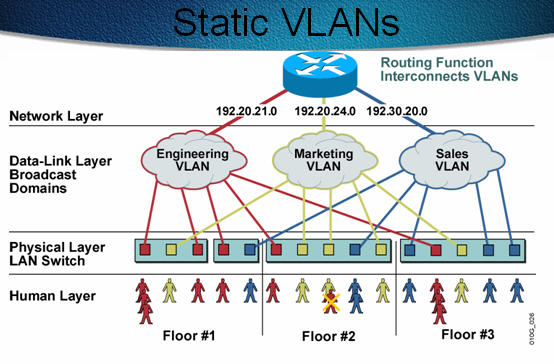 Static VLANs
Routing Function
Interconnects VLANs
192.20.21.0
192.20.24.0
192.30.20.0
Network Layer
Data-Link Layer
Broadcast
Domains
Engineering
VLAN
Marketing
VLAN
Sales
VLAN
Physical Layer
LAN Switch
Human Layer
Floor #1
Floor #2
Floor #3
010G_026